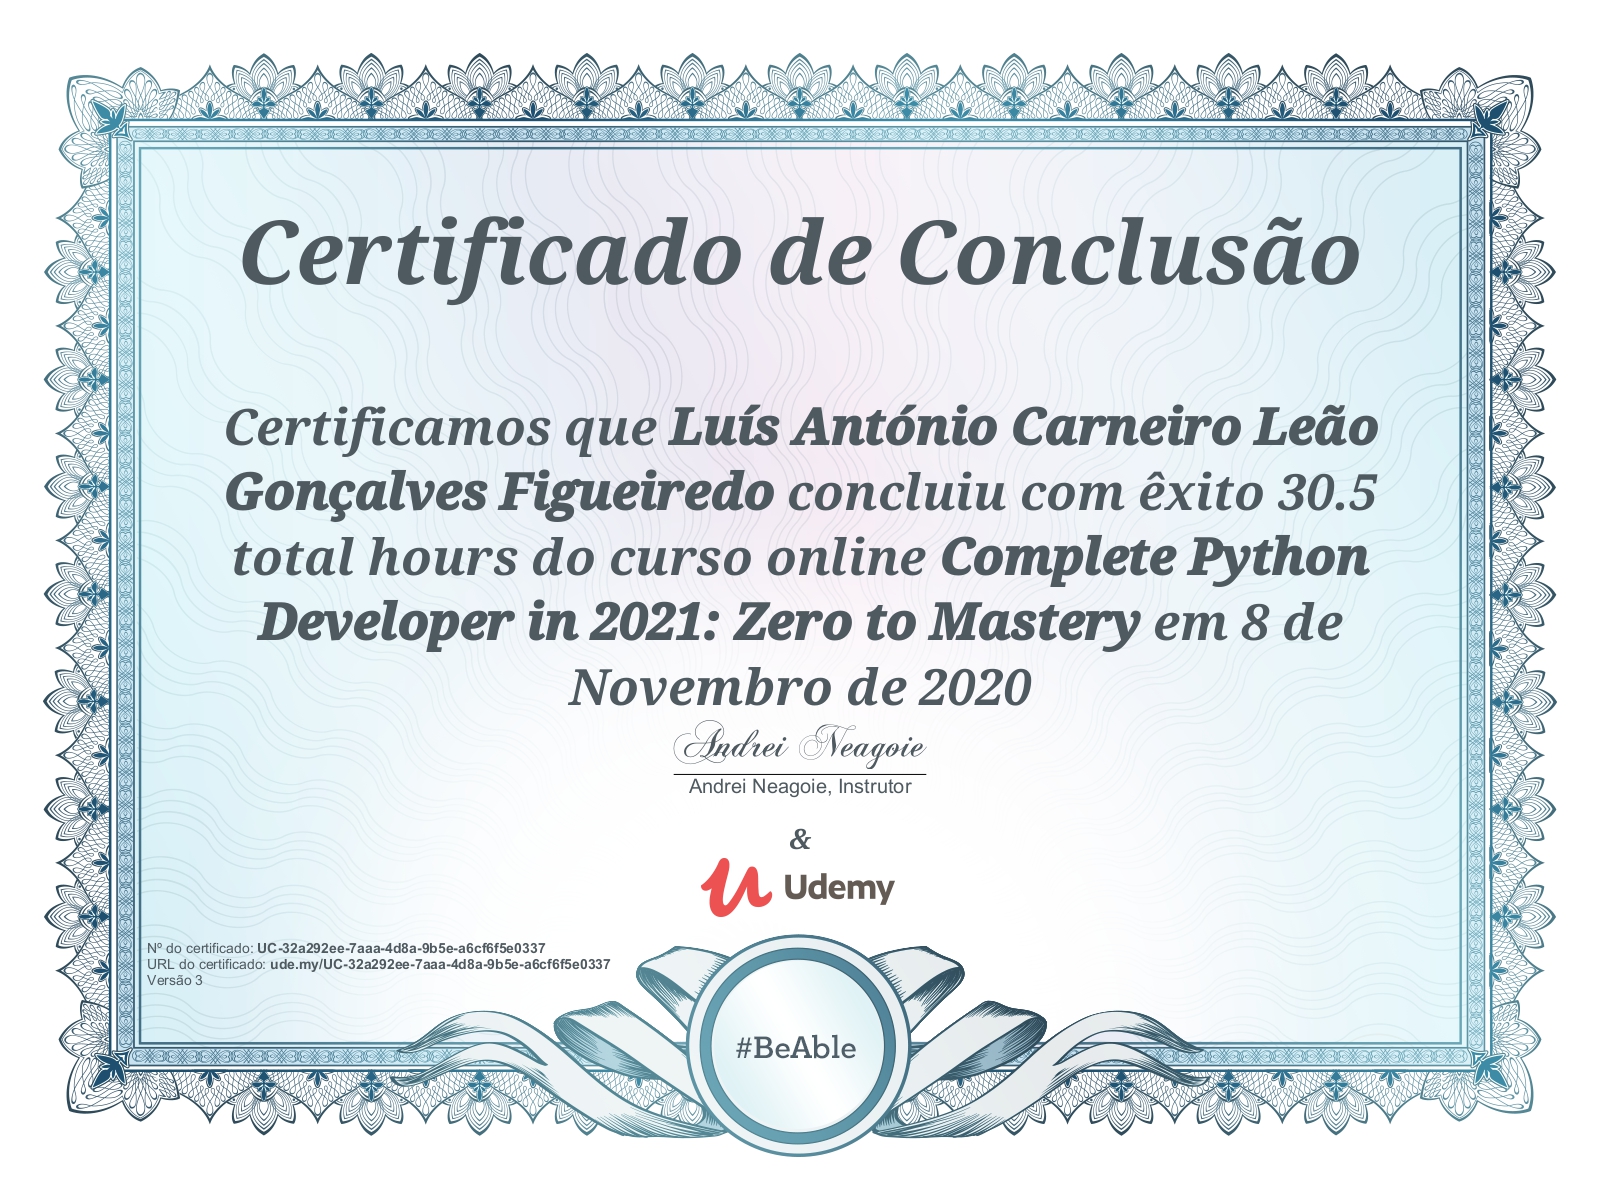 Certificado de Conclusão
Certificamos que Luís António Carneiro Leão
Gonçalves Figueiredo concluiu com êxito 30.5
total hours do curso online Complete Python
Developer in 2021: Zero to Mastery em 8 de
Novembro de 2020
Andrei Neagoie
Andrei Neagoie, Instrutor
&
Udemy
Nº do certificado: UC-32a292ee-7aaa-4d8a-9b5e-a6cf6f5e0337
URL do certificado: ude.my/UC-32a292ee-7aaa-4d8a-9b5e-a6cf6f5e0337
Versão 3
#BeAble